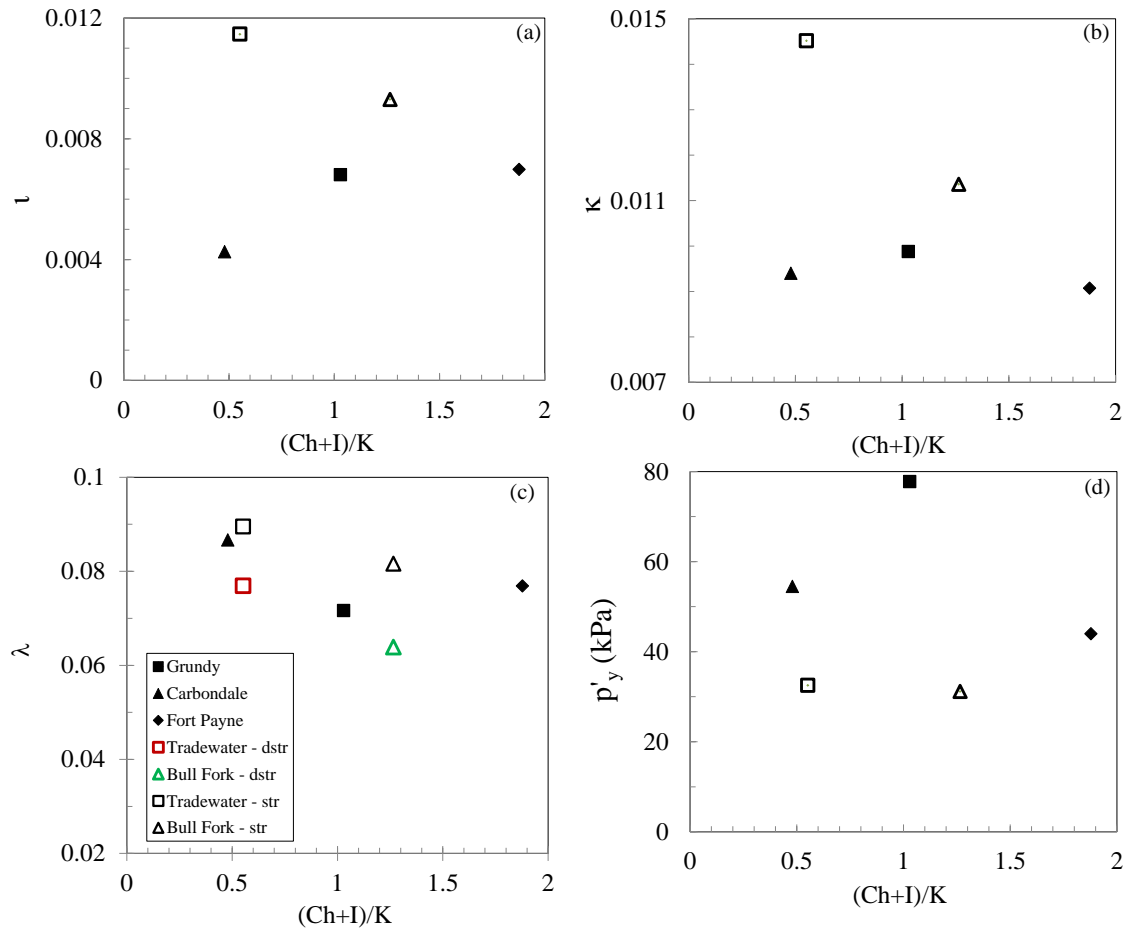 (a)
0.012
0.008
0.004
0
ι
0 0.5 1 1.5 2
(Ch+I)/K
(b)
0.015
0.011
0.007
κ
0 0.5 1 1.5 2
(Ch+I)/K
(c)
0.1
0.08
0.06
0.04
0.02
λ
Grundy
Carbondale
Fort Payne
Tradewater - dstr
Bull Fork - dstr
Tradewater - str
Bull Fork - str
0 0.5 1 1.5 2
(Ch+I)/K
(d)
80
60
40
20
0
p'y (kPa)
0 0.5 1 1.5 2
(Ch+I)/K